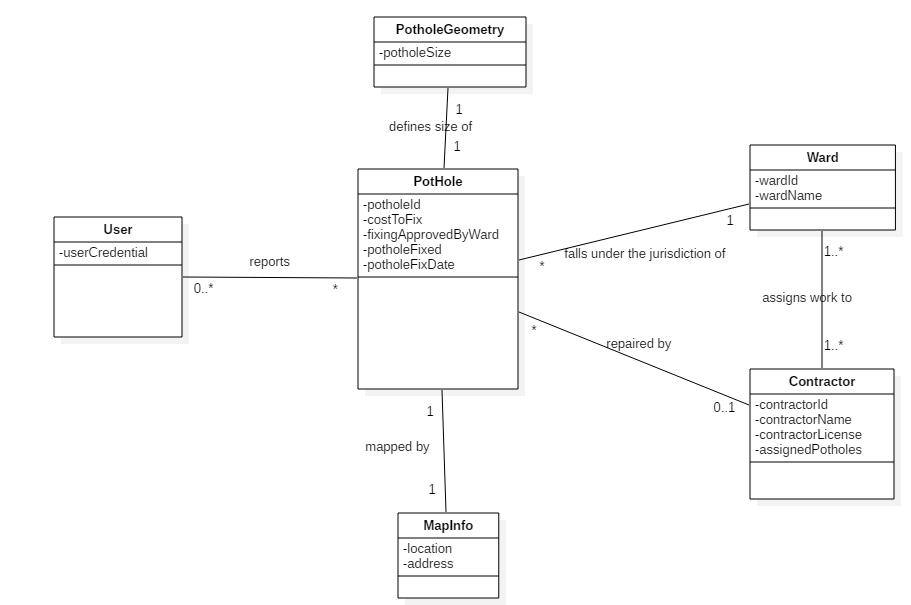 PotholeGeometry
-potholeSize
1
defines size of
1
PotHole
-potholeId
-costToFix
-fixingApprovedByWard
-potholeFixed
-potholeFixDate
Ward
-wardId
-wardName
User
-userCredential
reports
0..*
*
1
falls under the jurisdiction of
*
1..*
assigns work to
1..*
*
repaired by
0..1
Contractor
-contractorId
-contractorName
-contractorLicense
-assignedPotholes
1
mapped by
1
MapInfo
-location
-address